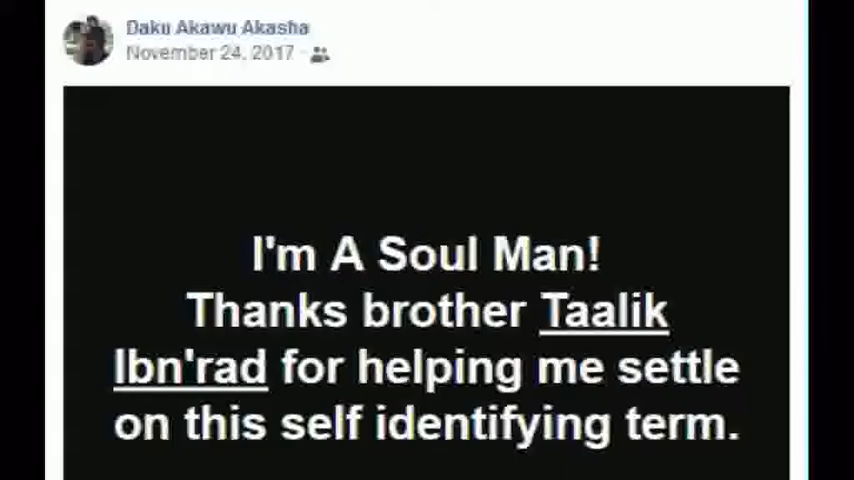 Daku Akawu Akasha
November 24, 2017 ·
I'm A Soul Man!
Thanks brother Taalik
Ibn'rad for helping me settle
on this self identifying term.